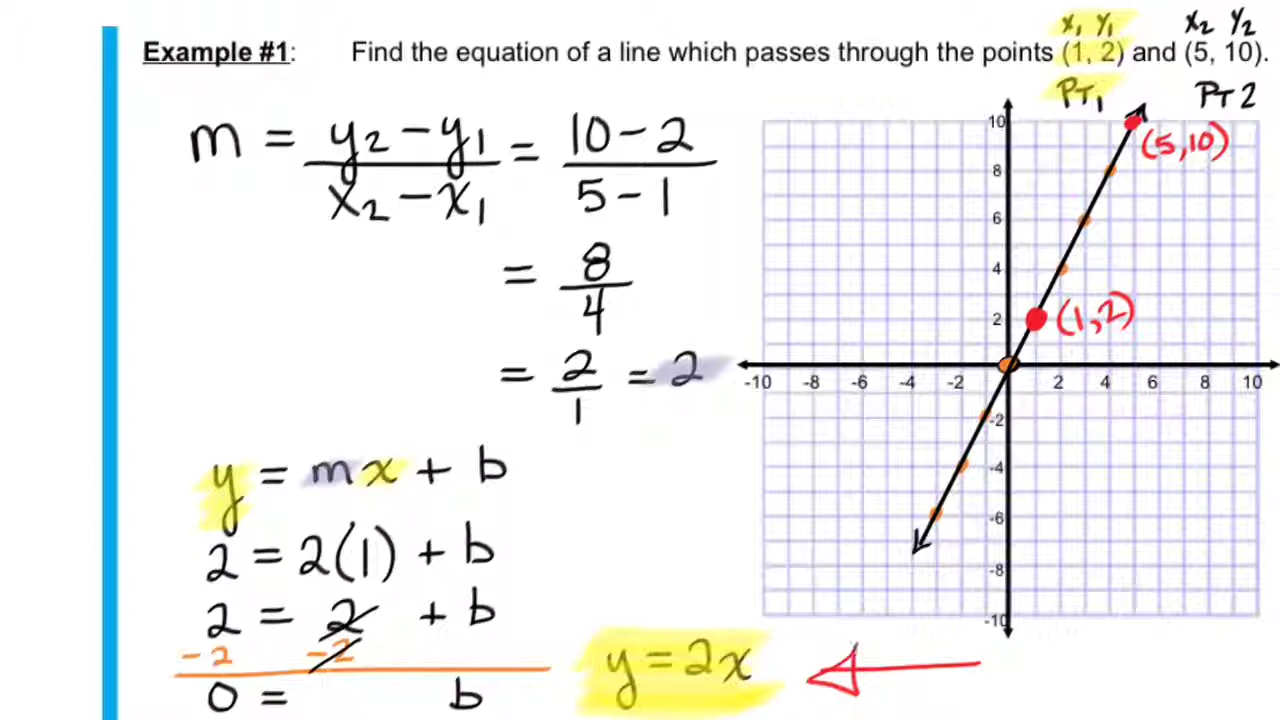 x₁ y₁ x₂ y₂
Example #1: Find the equation of a line which passes through the points (1, 2) and (5, 10).
PT₁ PT 2
m = y₂ - y₁ / x₂ - x₁ = 10 - 2 / 5 - 1
= 8/4
= 2/1 = 2
y = mx + b
2 = 2(1) + b
2 = 2 + b
-2 -2
0 = b
y = 2x
(5,10)
(1,2)
10
8
6
4
2
-10 -8 -6 -4 -2 2 4 6 8 10
-2
-4
-6
-8
-10